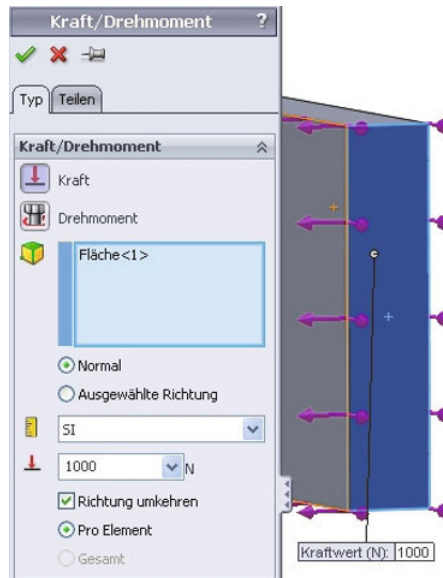 Kraft/Drehmoment ?
Typ Teilen
Kraft/Drehmoment
Kraft
Drehmoment
Fläche<1>
Normal
Ausgewählte Richtung
SI
1000 N
Richtung umkehren
Pro Element
Gesamt
Kraftwert (N): 1000